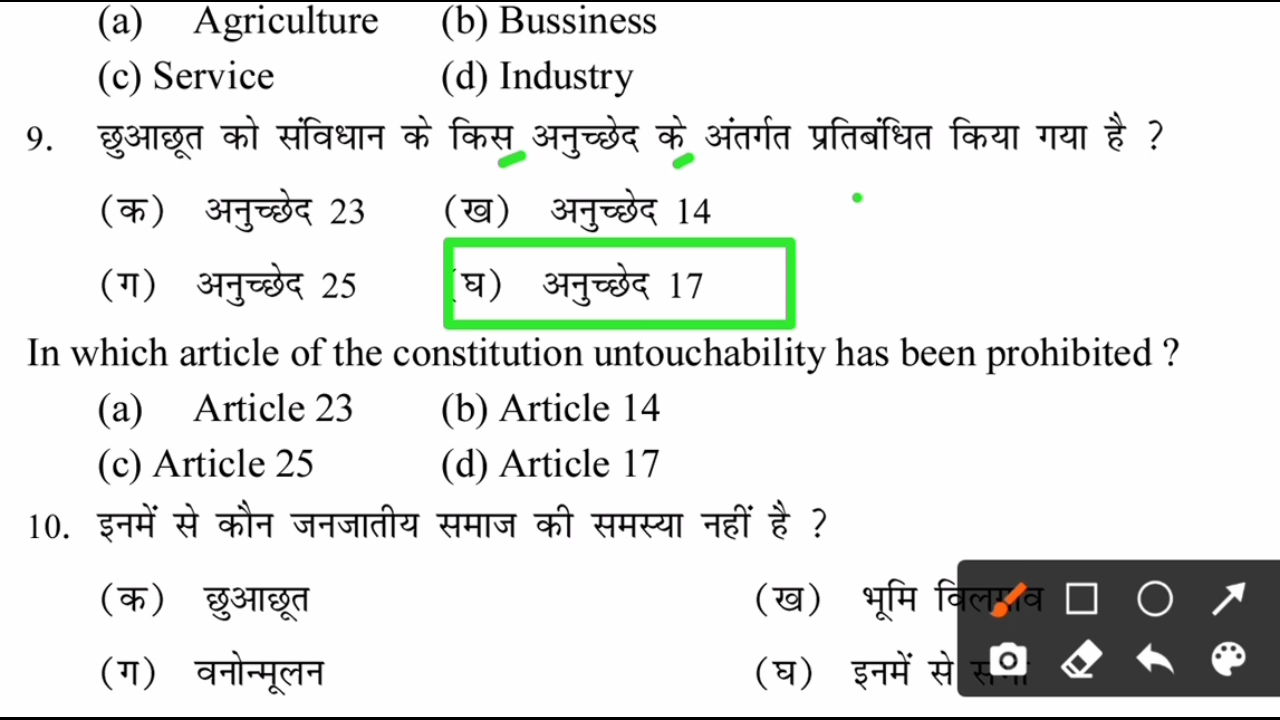 (a) Agriculture (b) Bussiness
(c) Service (d) Industry
9. छुआछूत को संविधान के किस अनुच्छेद के अंतर्गत प्रतिबंधित किया गया है ?
(क) अनुच्छेद 23 (ख) अनुच्छेद 14
(ग) अनुच्छेद 25 (घ) अनुच्छेद 17
In which article of the constitution untouchability has been prohibited ?
(a) Article 23 (b) Article 14
(c) Article 25 (d) Article 17
10. इनमें से कौन जनजातीय समाज की समस्या नहीं है ?
(क) छुआछूत (ख) भूमि विलगाव
(ग) वनोन्मूलन (घ) इनमें से